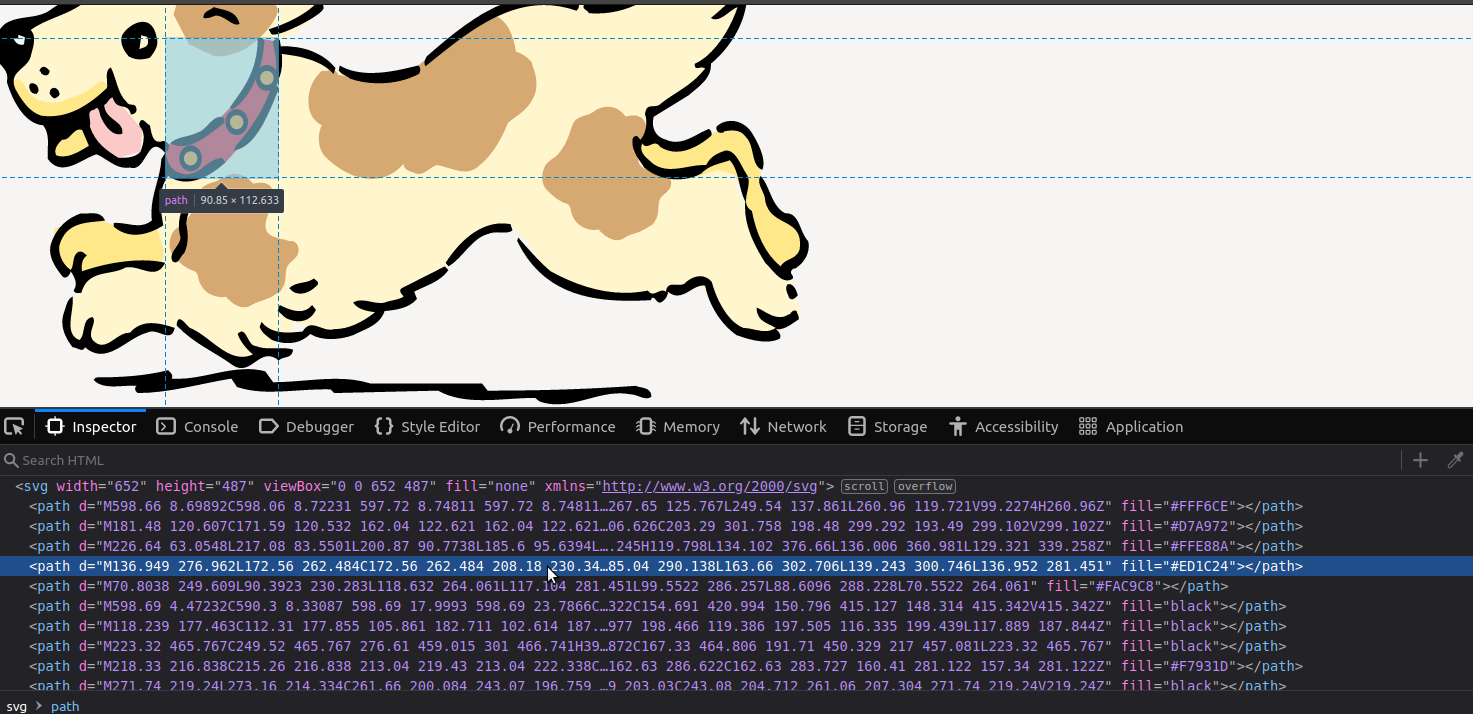 path 90.85 × 112.633
Inspector Console Debugger Style Editor Performance Memory Network Storage Accessibility Application
Search HTML
<svg width="652" height="487" viewBox="0 0 652 487" fill="none" xmlns="http://www.w3.org/2000/svg"> scroll overflow
<path d="M598.66 8.69892C598.06 8.72231 597.72 8.74811 597.72 8.74811…267.65 125.767L249.54 137.861L260.96 119.721V99.2274H260.96Z" fill="#FFF6CE"></path>
<path d="M181.48 120.607C171.59 120.532 162.04 122.621 162.04 122.621…06.626C203.29 301.758 198.48 299.292 193.49 299.102V299.102Z" fill="#D7A972"></path>
<path d="M226.64 63.0548L217.08 83.5501L200.87 90.7738L185.6 95.6394L….245H119.798L134.102 376.66L136.006 360.981L129.321 339.258Z" fill="#FFE88A"></path>
<path d="M136.949 276.962L172.56 262.484C172.56 262.484 208.18 230.34…85.04 290.138L163.66 302.706L139.243 300.746L136.952 281.451" fill="#ED1C24"></path>
<path d="M70.8038 249.609L90.3923 230.283L118.632 264.061L117.104 281.451L99.5522 286.257L88.6096 288.228L70.5522 264.061" fill="#FAC9C8"></path>
<path d="M598.69 4.47232C590.3 8.33087 598.69 17.9993 598.69 23.7866C…322C154.691 420.994 150.796 415.127 148.314 415.342V415.342Z" fill="black"></path>
<path d="M118.239 177.463C112.31 177.855 105.861 182.711 102.614 187.…977 198.466 119.386 197.505 116.335 199.439L117.889 187.844Z" fill="black"></path>
<path d="M223.32 465.767C249.52 465.767 276.61 459.015 301 466.741H39…872C167.33 464.806 191.71 450.329 217 457.081L223.32 465.767" fill="black"></path>
<path d="M218.33 216.838C215.26 216.838 213.04 219.43 213.04 222.338C…162.63 286.622C162.63 283.727 160.41 281.122 157.34 281.122Z" fill="#F7931D"></path>
<path d="M271.74 219.24L273.16 214.334C261.66 200.084 243.07 196.759 …9 203.03C243.08 204.712 261.06 207.304 271.74 219.24V219.24Z" fill="black"></path>
svg > path